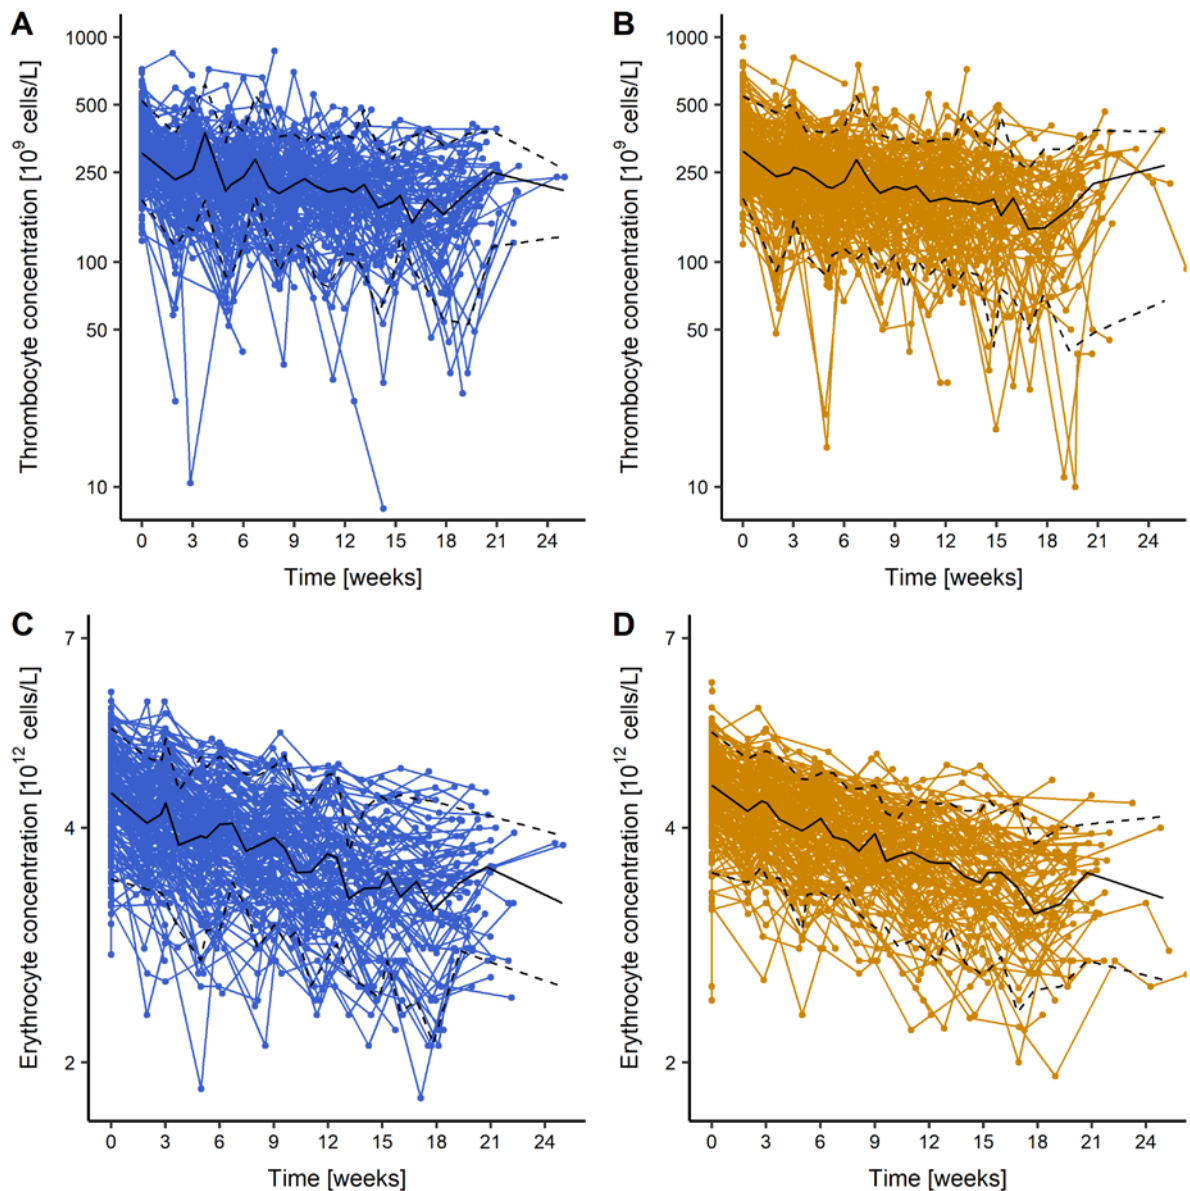 A
B
Thrombocyte concentration [10⁹ cells/L]
1000
500
250
100
50
10
0 3 6 9 12 15 18 21 24
Time [weeks]
Thrombocyte concentration [10⁹ cells/L]
1000
500
250
100
50
10
0 3 6 9 12 15 18 21 24
Time [weeks]
C
D
Erythrocyte concentration [10¹² cells/L]
7
4
2
0 3 6 9 12 15 18 21 24
Time [weeks]
Erythrocyte concentration [10¹² cells/L]
7
4
2
0 3 6 9 12 15 18 21 24
Time [weeks]